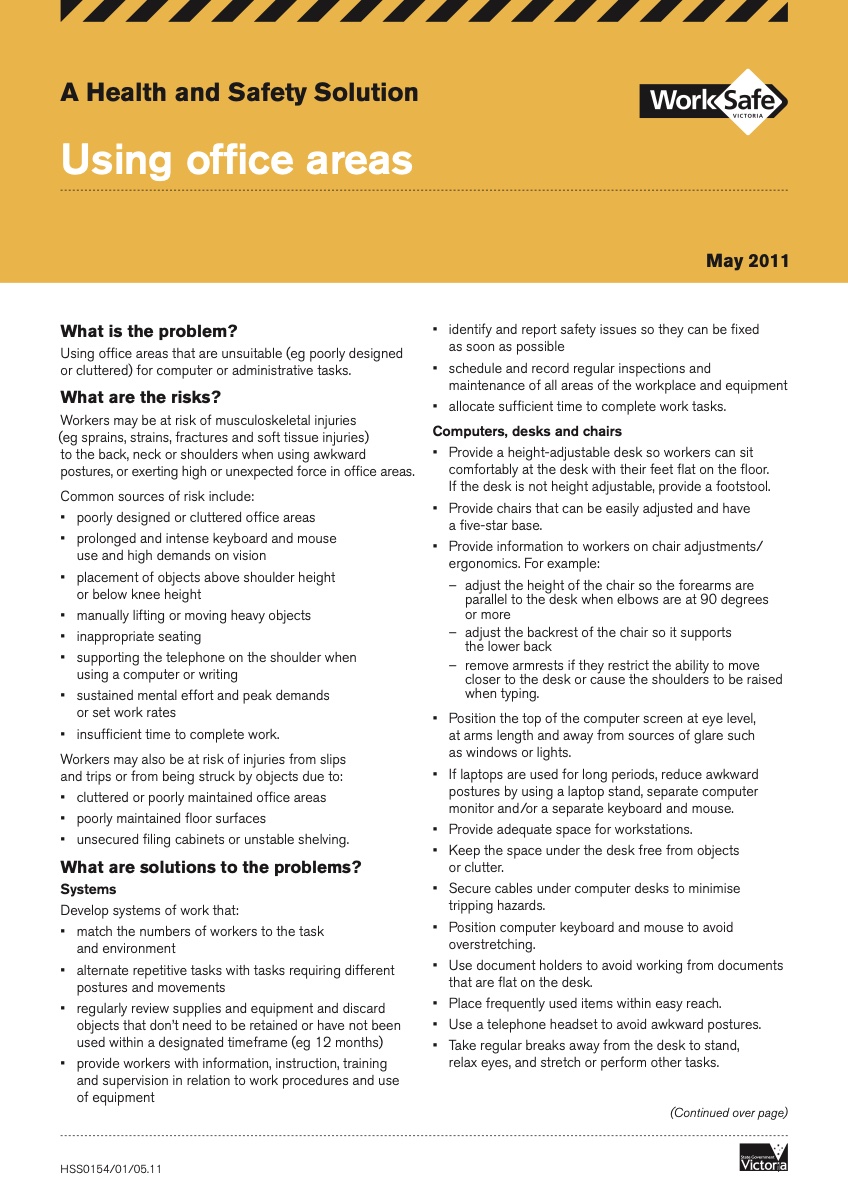 A Health and Safety Solution
WorkSafe
VICTORIA
Using office areas
May 2011
What is the problem?
Using office areas that are unsuitable (eg poorly designed
or cluttered) for computer or administrative tasks.
What are the risks?
Workers may be at risk of musculoskeletal injuries
(eg sprains, strains, fractures and soft tissue injuries)
to the back, neck or shoulders when using awkward
postures, or exerting high or unexpected force in office areas.
Common sources of risk include:
▪ poorly designed or cluttered office areas
▪ prolonged and intense keyboard and mouse
use and high demands on vision
▪ placement of objects above shoulder height
or below knee height
▪ manually lifting or moving heavy objects
▪ inappropriate seating
▪ supporting the telephone on the shoulder when
using a computer or writing
▪ sustained mental effort and peak demands
or set work rates
▪ insufficient time to complete work.
Workers may also be at risk of injuries from slips
and trips or from being struck by objects due to:
▪ cluttered or poorly maintained office areas
▪ poorly maintained floor surfaces
▪ unsecured filing cabinets or unstable shelving.
What are solutions to the problems?
Systems
Develop systems of work that:
▪ match the numbers of workers to the task
and environment
▪ alternate repetitive tasks with tasks requiring different
postures and movements
▪ regularly review supplies and equipment and discard
objects that don't need to be retained or have not been
used within a designated timeframe (eg 12 months)
▪ provide workers with information, instruction, training
and supervision in relation to work procedures and use
of equipment
▪ identify and report safety issues so they can be fixed
as soon as possible
▪ schedule and record regular inspections and
maintenance of all areas of the workplace and equipment
▪ allocate sufficient time to complete work tasks.
Computers, desks and chairs
▪ Provide a height-adjustable desk so workers can sit
comfortably at the desk with their feet flat on the floor.
If the desk is not height adjustable, provide a footstool.
▪ Provide chairs that can be easily adjusted and have
a five-star base.
▪ Provide information to workers on chair adjustments/
ergonomics. For example:
– adjust the height of the chair so the forearms are
parallel to the desk when elbows are at 90 degrees
or more
– adjust the backrest of the chair so it supports
the lower back
– remove armrests if they restrict the ability to move
closer to the desk or cause the shoulders to be raised
when typing.
▪ Position the top of the computer screen at eye level,
at arms length and away from sources of glare such
as windows or lights.
▪ If laptops are used for long periods, reduce awkward
postures by using a laptop stand, separate computer
monitor and/or a separate keyboard and mouse.
▪ Provide adequate space for workstations.
▪ Keep the space under the desk free from objects
or clutter.
▪ Secure cables under computer desks to minimise
tripping hazards.
▪ Position computer keyboard and mouse to avoid
overstretching.
▪ Use document holders to avoid working from documents
that are flat on the desk.
▪ Place frequently used items within easy reach.
▪ Use a telephone headset to avoid awkward postures.
▪ Take regular breaks away from the desk to stand,
relax eyes, and stretch or perform other tasks.
(Continued over page)
HSS0154/01/05.11
State Government
Victoria